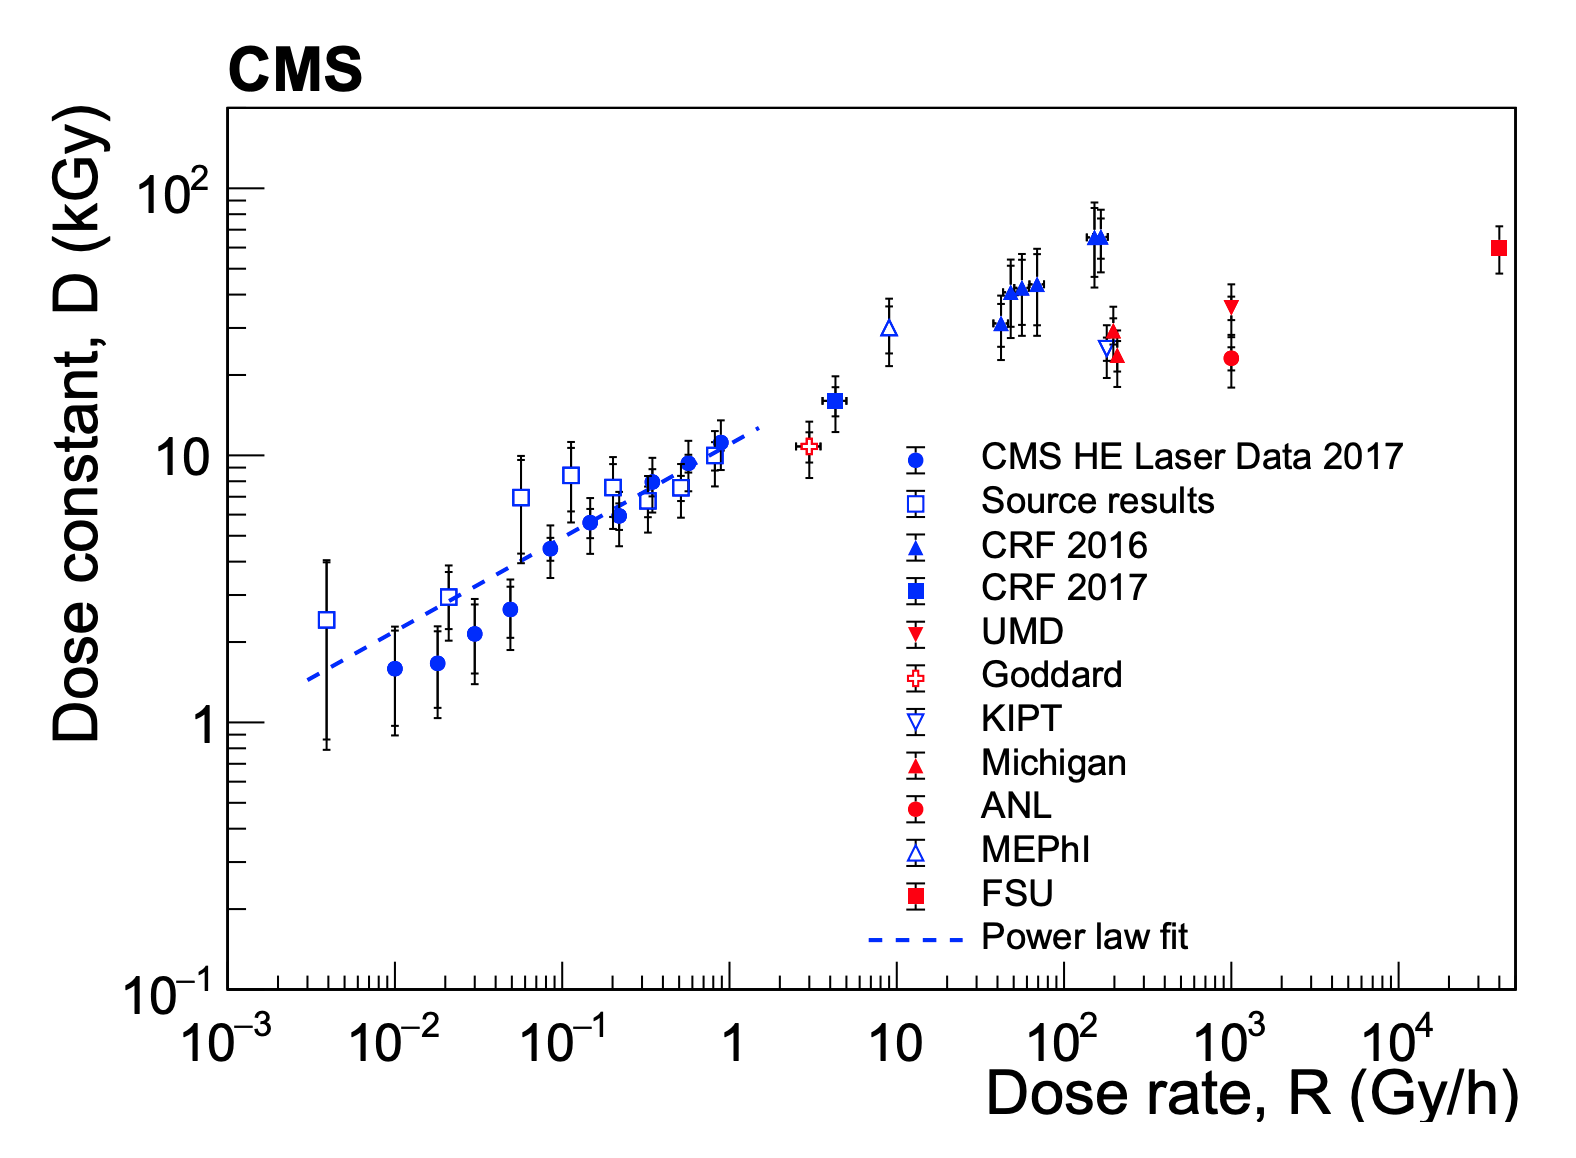 CMS
Dose constant, D (kGy)
10²
10
1
10⁻¹
CMS HE Laser Data 2017
Source results
CRF 2016
CRF 2017
UMD
Goddard
KIPT
Michigan
ANL
MEPhI
FSU
Power law fit
10⁻³ 10⁻² 10⁻¹ 1 10 10² 10³ 10⁴
Dose rate, R (Gy/h)